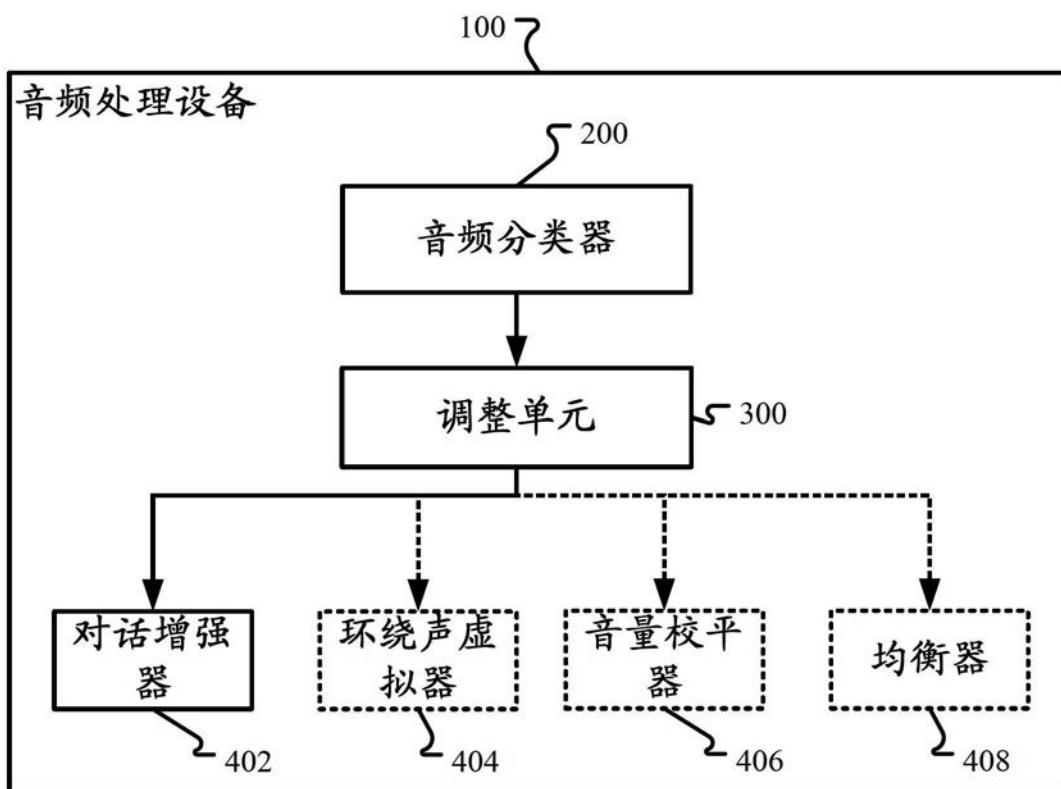 100
音频处理设备
200
音频分类器
调整单元
300
对话增强
器
环绕声虚
拟器
音量校平
器
均衡器
402
404
406
408